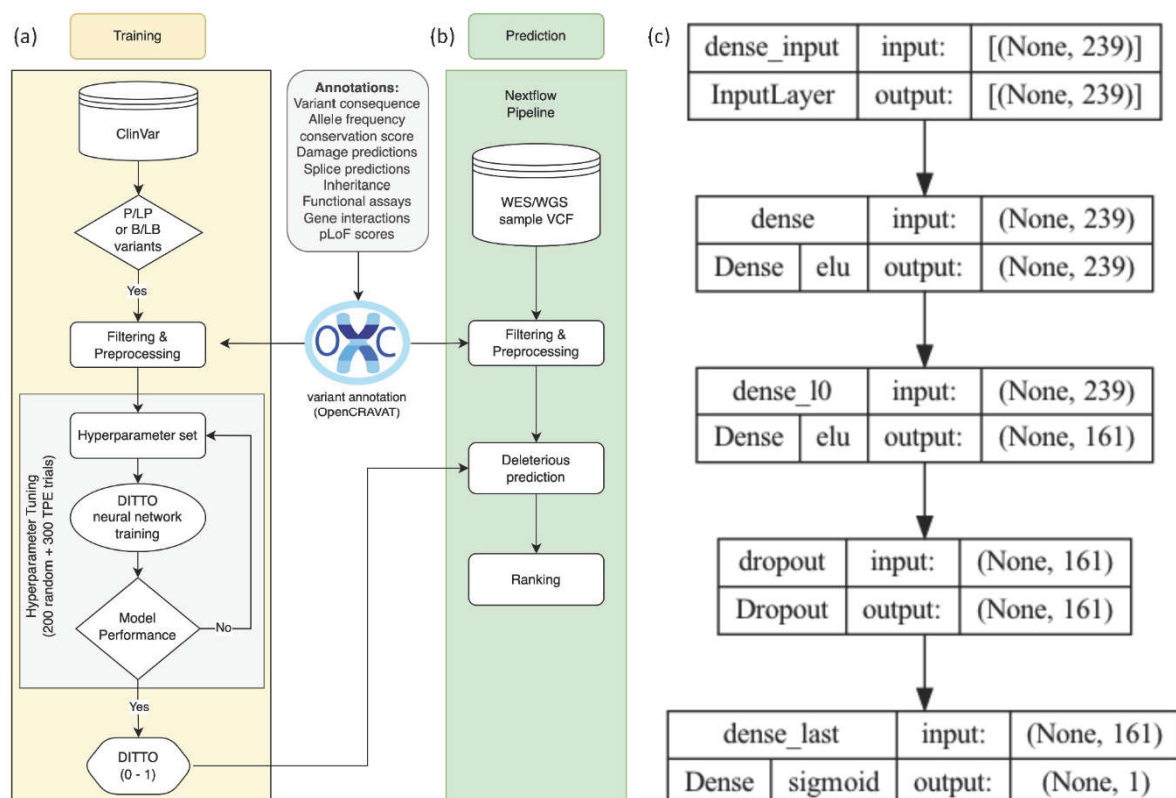 (a)
Training
ClinVar
P/LP
or B/LB
variants
Yes
Filtering &
Preprocessing
Hyperparameter Tuning
(200 random + 300 TPE trials)
Hyperparameter set
DITTO
neural network
training
Model
Performance
No
Yes
DITTO
(0 - 1)
Annotations:
Variant consequence
Allele frequency
conservation score
Damage predictions
Splice predictions
Inheritance
Functional assays
Gene interactions
pLoF scores
O C
variant annotation
(OpenCRAVAT)
(b)
Prediction
Nextflow
Pipeline
WES/WGS
sample VCF
Filtering &
Preprocessing
Deleterious
prediction
Ranking
(c)
dense_input input: [(None, 239)]
InputLayer output: [(None, 239)]
dense input: (None, 239)
Dense elu output: (None, 239)
dense_l0 input: (None, 239)
Dense elu output: (None, 161)
dropout input: (None, 161)
Dropout output: (None, 161)
dense_last input: (None, 161)
Dense sigmoid output: (None, 1)